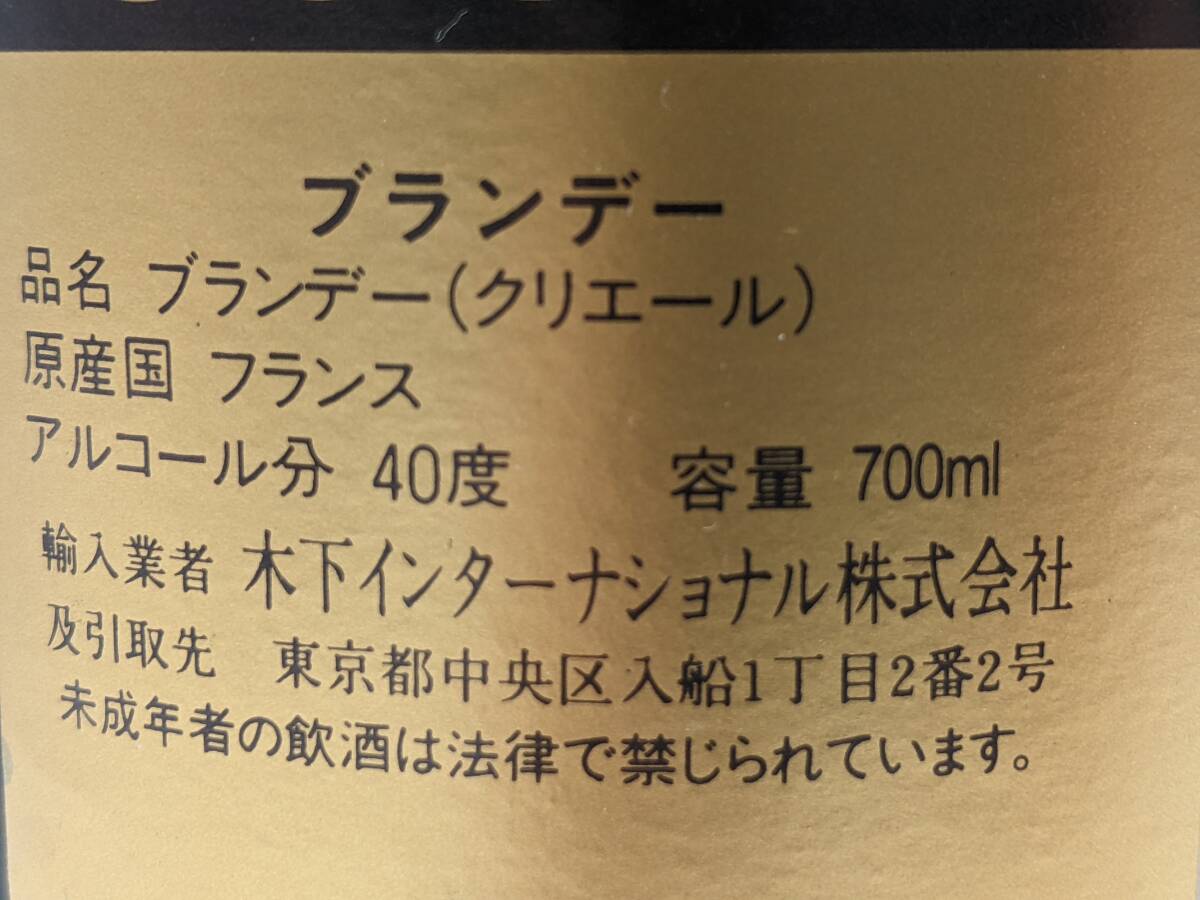 ブランデー
品名 ブランデー(クリエール)
原産国 フランス
アルコール分 40度 容量 700ml
輸入業者 木下インターナショナル株式会社
及引取先 東京都中央区入船1丁目2番2号
未成年者の飲酒は法律で禁じられています。